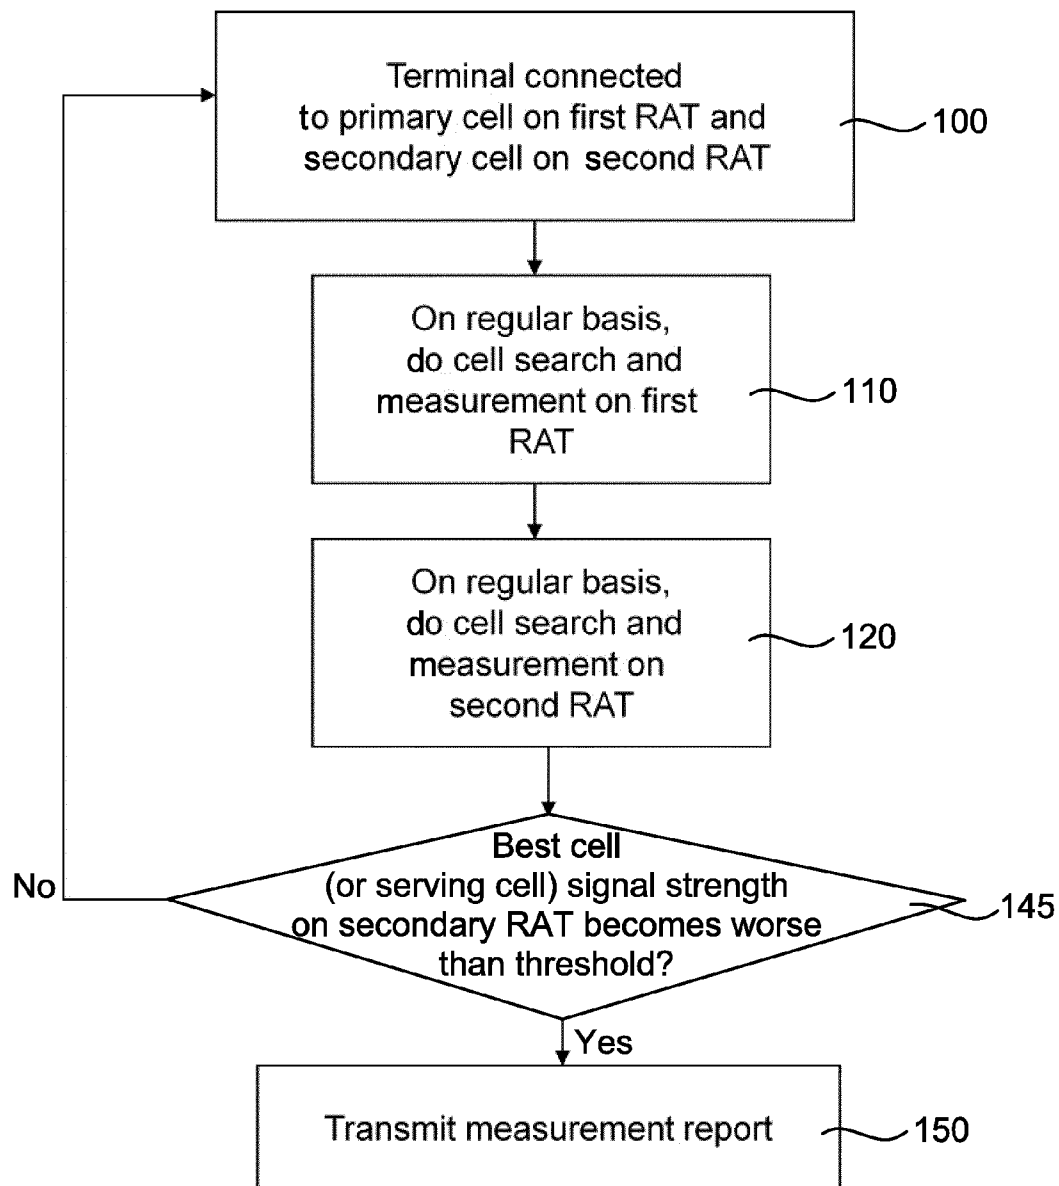 Terminal connected
to primary cell on first RAT and
secondary cell on second RAT
100
On regular basis,
do cell search and
measurement on first
RAT
110
On regular basis,
do cell search and
measurement on
second RAT
120
Best cell
(or serving cell) signal strength
on secondary RAT becomes worse
than threshold?
145
No
Yes
Transmit measurement report
150